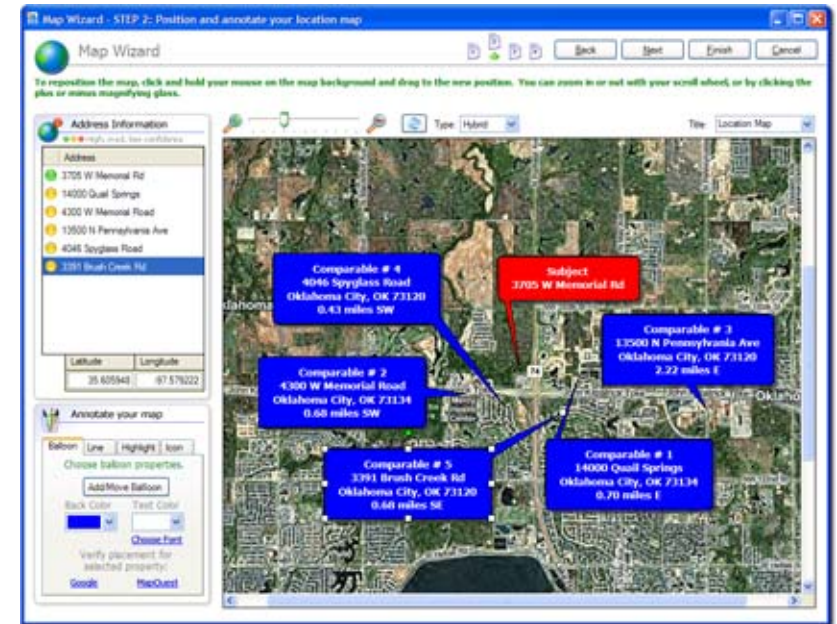 Map Wizard - STEP 2: Position and annotate your location map
Map Wizard
Back
Next
Finish
Cancel
To reposition the map, click and hold your mouse on the map background and drag to the new position. You can zoom in or out with your scroll wheel, or by clicking the
plus or minus magnifying glass.
Address Information
High, med, low confidence
Type: Hybrid
Title: Location Map
Address
3705 W Memorial Rd
14000 Quail Springs
4300 W Memorial Road
13500 N Pennsylvania Ave
4046 Spyglass Road
3391 Brush Creek Rd
Latitude Longitude
35.605948 -97.579222
Annotate your map
Balloon Line Highlight Icon
Choose balloon properties.
Add/Move Balloon
Back Color Text Color
Choose Font
Verify placement for
selected property:
Google MapQuest
Comparable # 4
4046 Spyglass Road
Oklahoma City, OK 73120
0.43 miles SW
Subject
3705 W Memorial Rd
Comparable # 3
13500 N Pennsylvania Ave
Oklahoma City, OK 73120
2.22 miles E
Comparable # 2
4300 W Memorial Road
Oklahoma City, OK 73134
0.68 miles SW
74
Comparable # 5
3391 Brush Creek Rd
Oklahoma City, OK 73120
0.68 miles SE
Comparable # 1
14000 Quail Springs
Oklahoma City, OK 73134
0.70 miles E